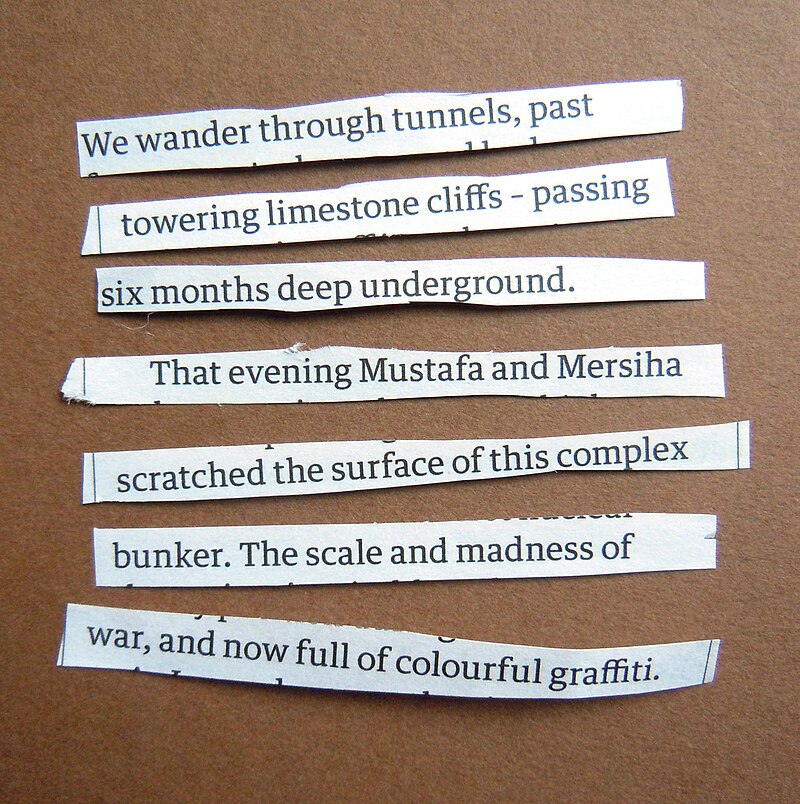 We wander through tunnels, past
towering limestone cliffs – passing
six months deep underground.
That evening Mustafa and Mersiha
scratched the surface of this complex
bunker. The scale and madness of
war, and now full of colourful graffiti.